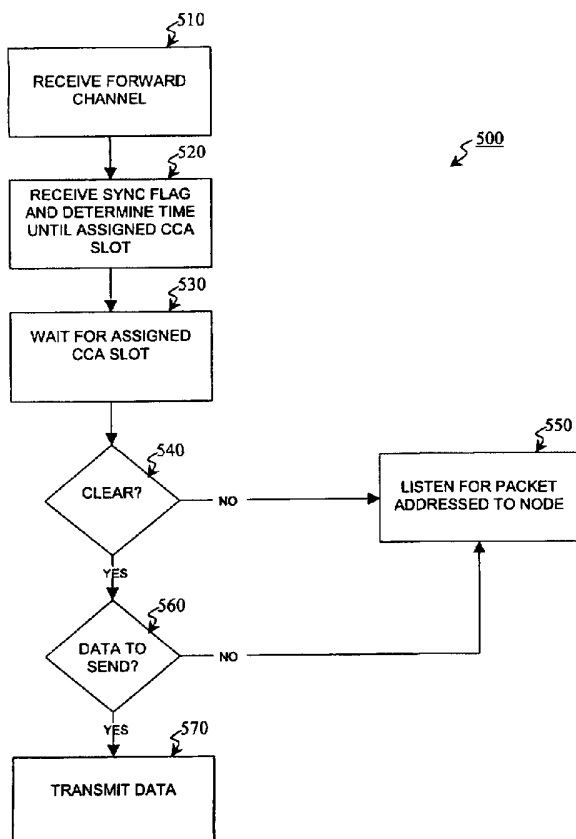 510
RECEIVE FORWARD
CHANNEL
500
520
RECEIVE SYNC FLAG
AND DETERMINE TIME
UNTIL ASSIGNED CCA
SLOT
530
WAIT FOR ASSIGNED
CCA SLOT
540
CLEAR?
NO
550
LISTEN FOR PACKET
ADDRESSED TO NODE
YES
560
DATA TO
SEND?
NO
YES
570
TRANSMIT DATA